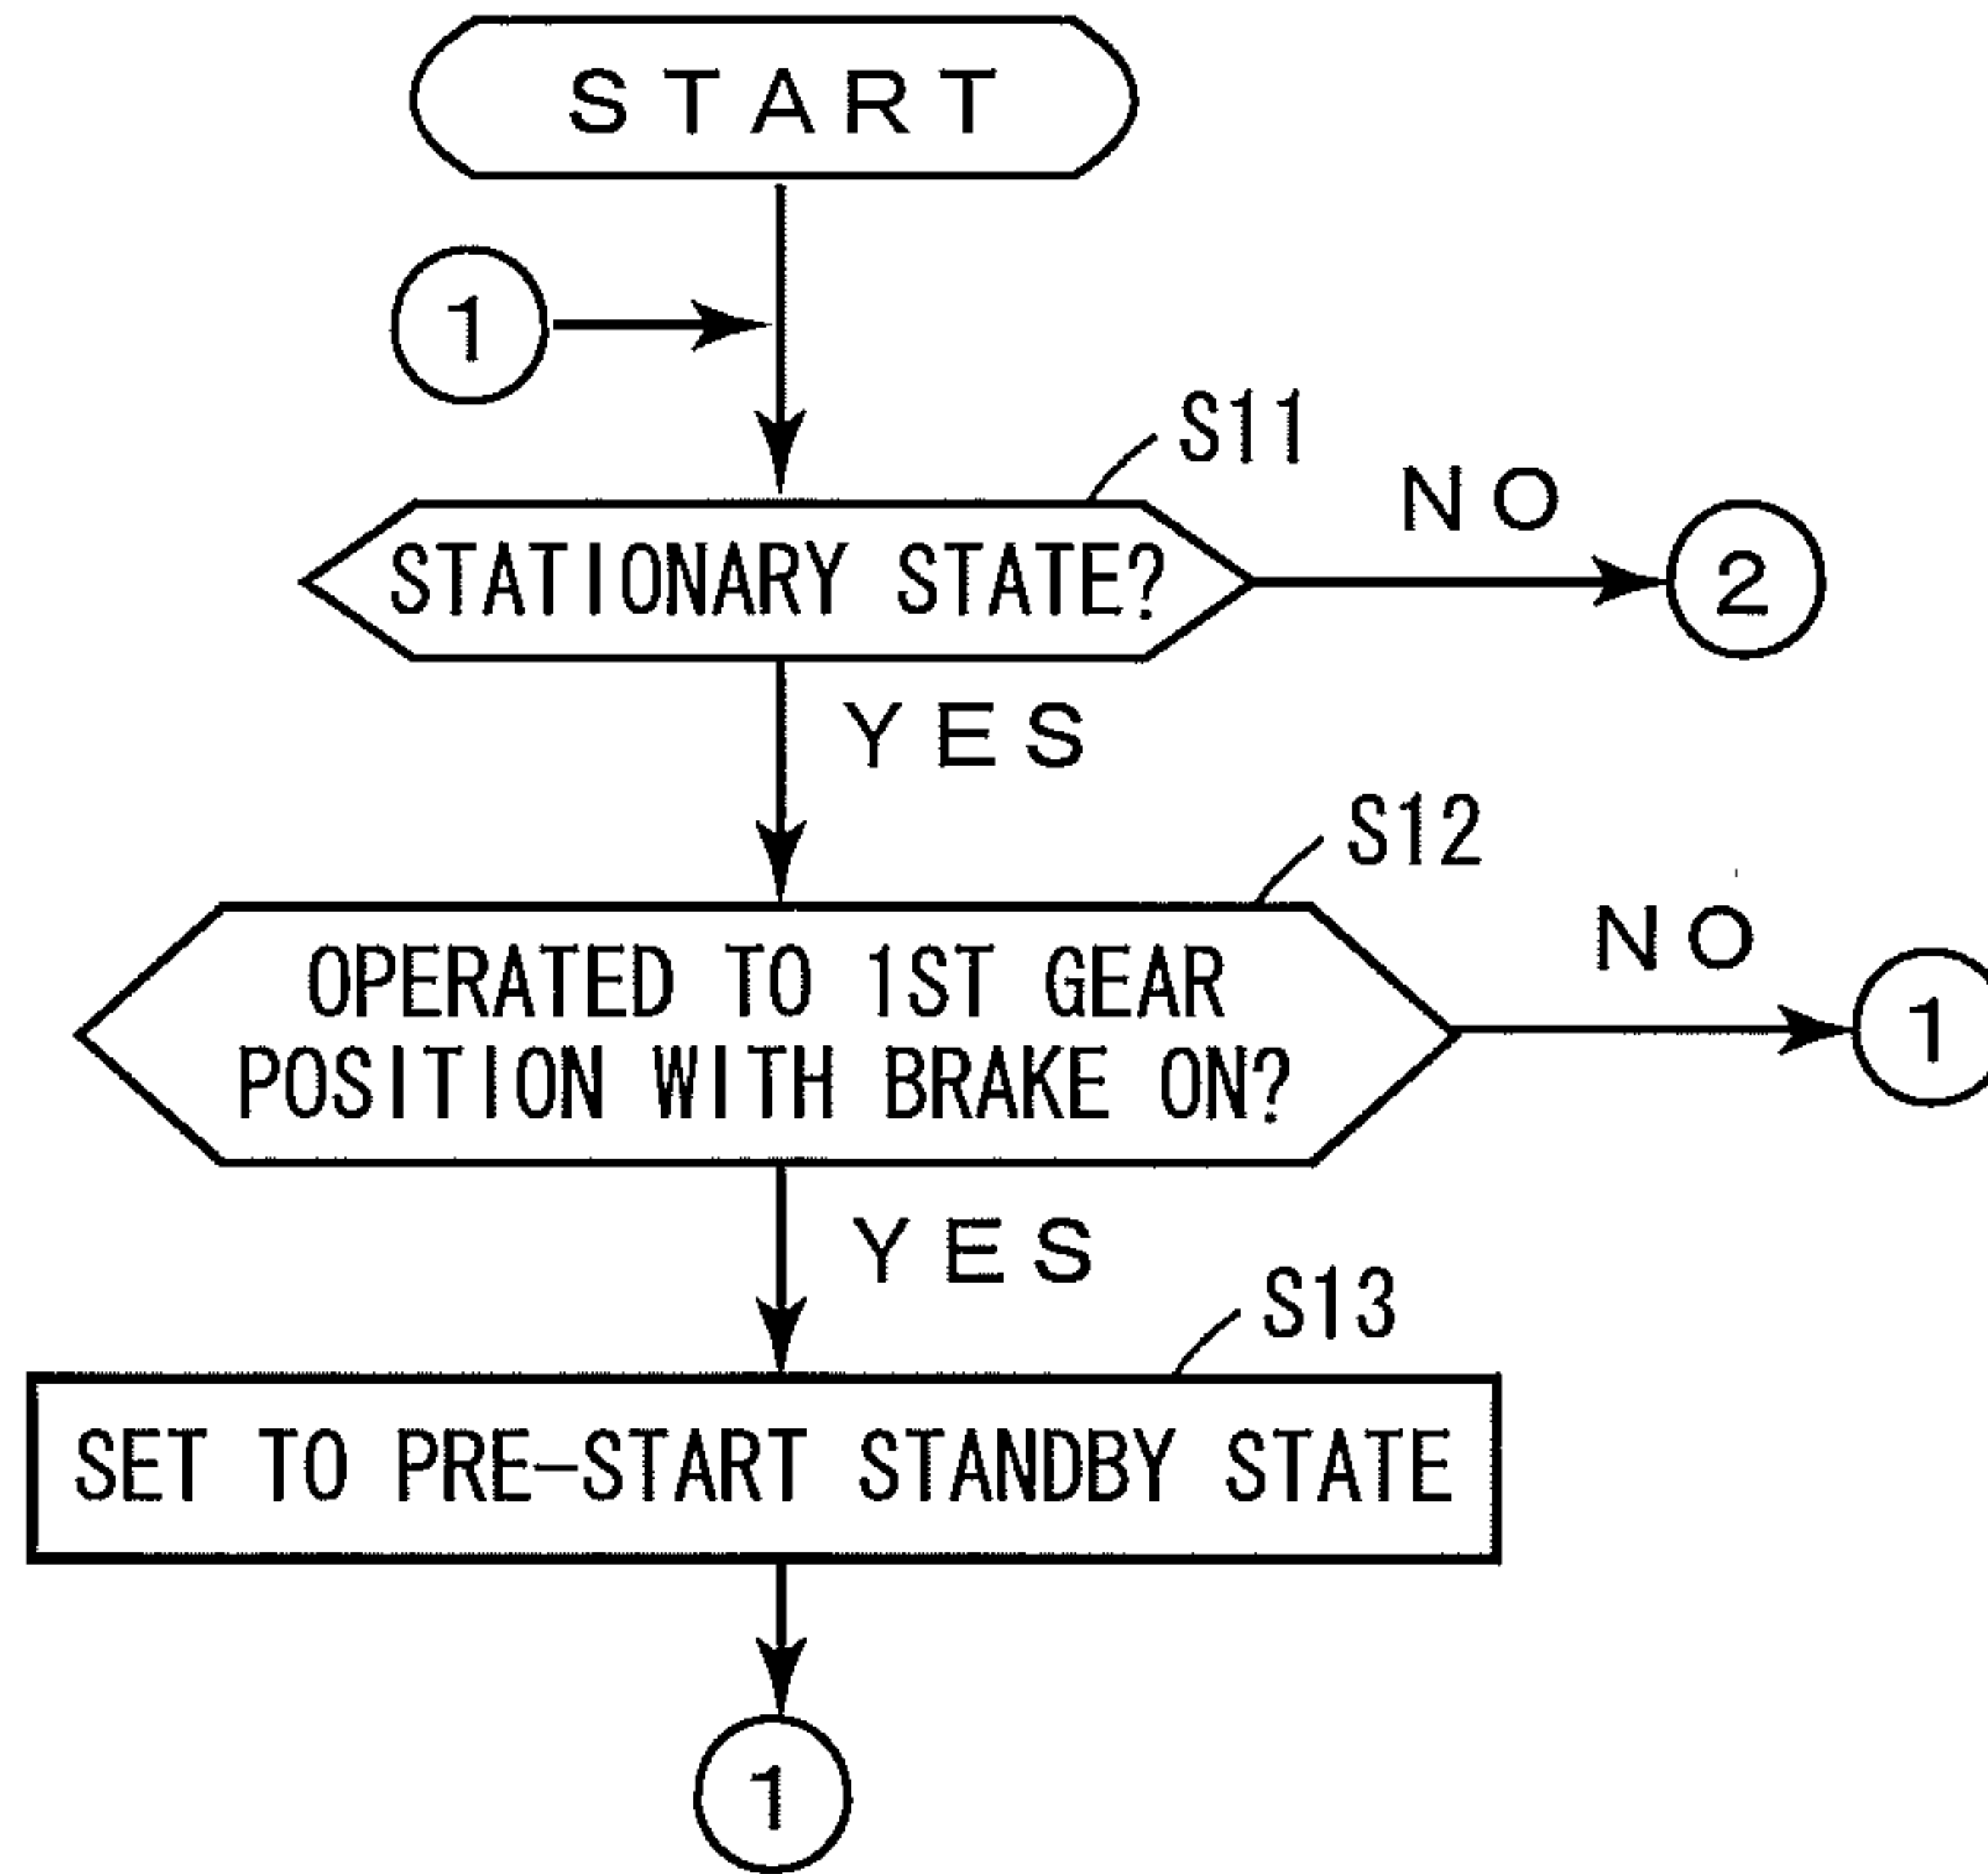 START
1
S11
STATIONARY STATE?
NO
2
YES
S12
OPERATED TO 1ST GEAR
POSITION WITH BRAKE ON?
NO
1
YES
S13
SET TO PRE-START STANDBY STATE
1